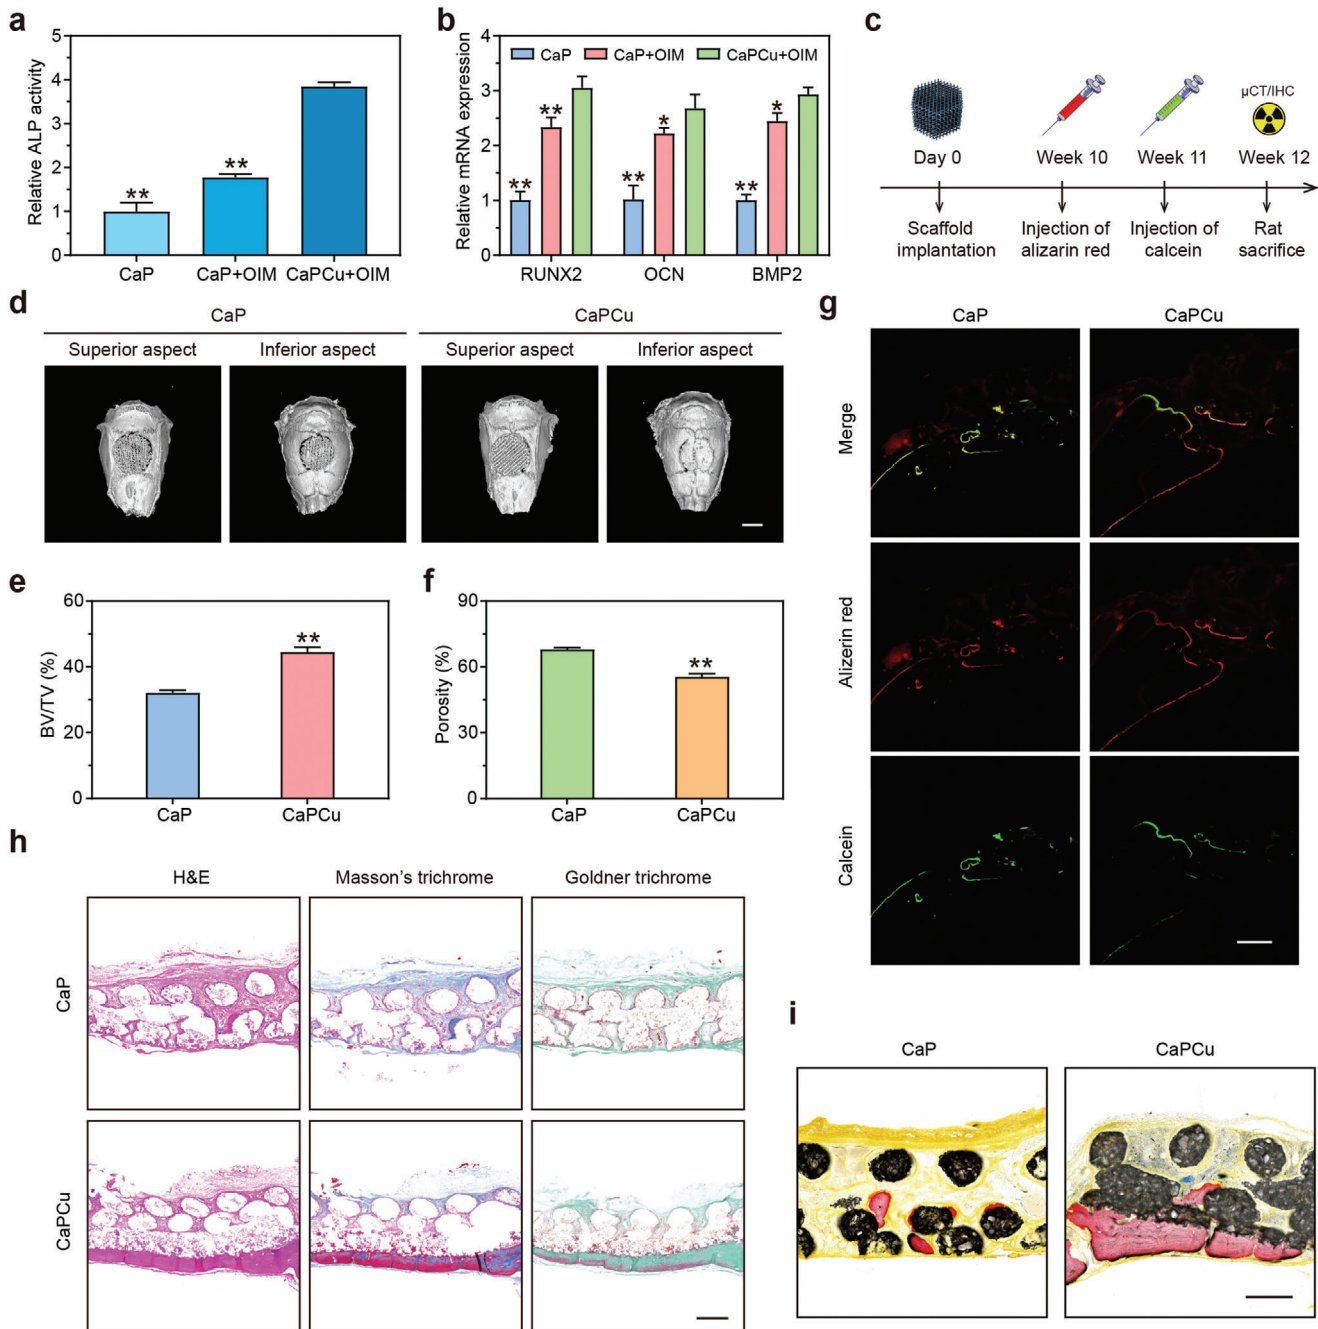 a
Relative ALP activity
5
4
3
2
1
0
**
**
CaP
CaP+OIM
CaPCu+OIM
b
Relative mRNA expression
4
3
2
1
0
CaP
CaP+OIM
CaPCu+OIM
**
**
**
*
**
*
RUNX2
OCN
BMP2
c
µCT/IHC
Day 0
Week 10
Week 11
Week 12
Scaffold
implantation
Injection of
alizarin red
Injection of
calcein
Rat
sacrifice
d
CaP
CaPCu
Superior aspect
Inferior aspect
Superior aspect
Inferior aspect
e
BV/TV (%)
60
40
20
0
**
CaP
CaPCu
f
Porosity (%)
90
60
30
0
**
CaP
CaPCu
g
CaP
CaPCu
Merge
Alizerin red
Calcein
h
H&E
Masson's trichrome
Goldner trichrome
CaP
CaPCu
i
CaP
CaPCu